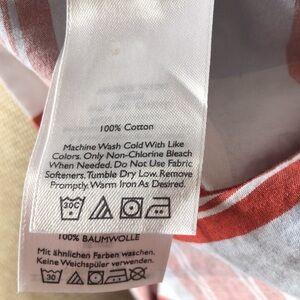 100% Cotton
Machine Wash Cold With Like
Colors. Only Non-Chlorine Bleach
When Needed. Do Not Use Fabric
Softeners. Tumble Dry Low. Remove
Promptly. Warm Iron As Desired.
30C
100% BAUMWOLLE
Mit ähnlichen Farben waschen.
Keine Weichspüler verwenden.
30